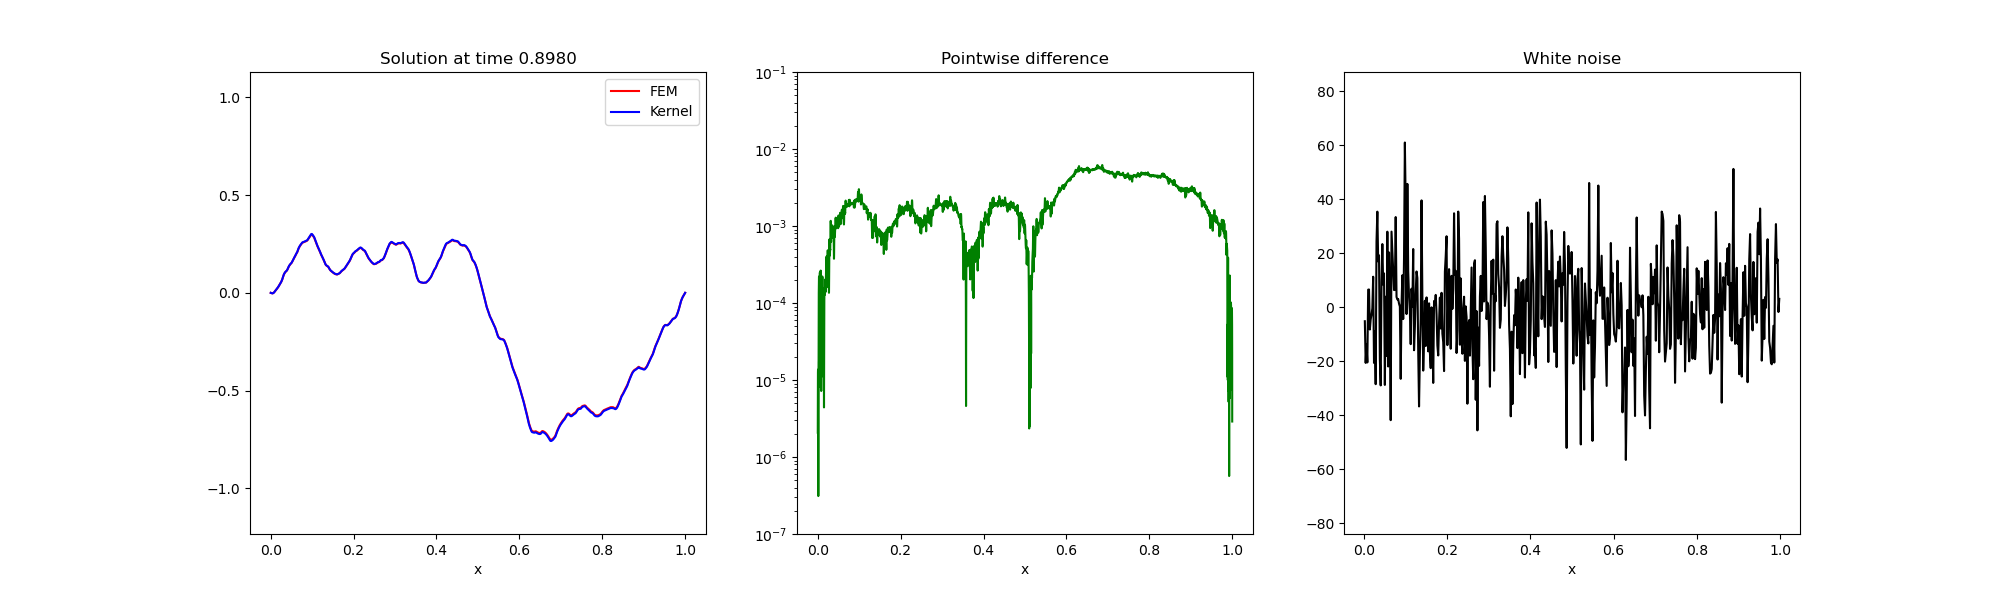 Solution at time 0.8980
1.0
0.5
0.0
−0.5
−1.0
0.0 0.2 0.4 0.6 0.8 1.0
x
FEM
Kernel
Pointwise difference
10⁻¹
10⁻²
10⁻³
10⁻⁴
10⁻⁵
10⁻⁶
10⁻⁷
0.0 0.2 0.4 0.6 0.8 1.0
x
White noise
80
60
40
20
0
−20
−40
−60
−80
0.0 0.2 0.4 0.6 0.8 1.0
x